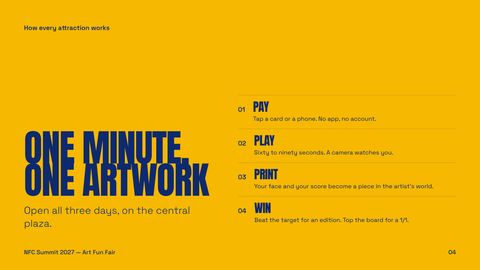 How every attraction works
ONE MINUTE.
ONE ARTWORK
Open all three days, on the central
plaza.
01 PAY
Tap a card or a phone. No app, no account.
02 PLAY
Sixty to ninety seconds. A camera watches you.
03 PRINT
Your face and your score become a piece in the artist's world.
04 WIN
Beat the target for an edition. Top the board for a 1/1.
NFC Summit 2027 — Art Fun Fair
04